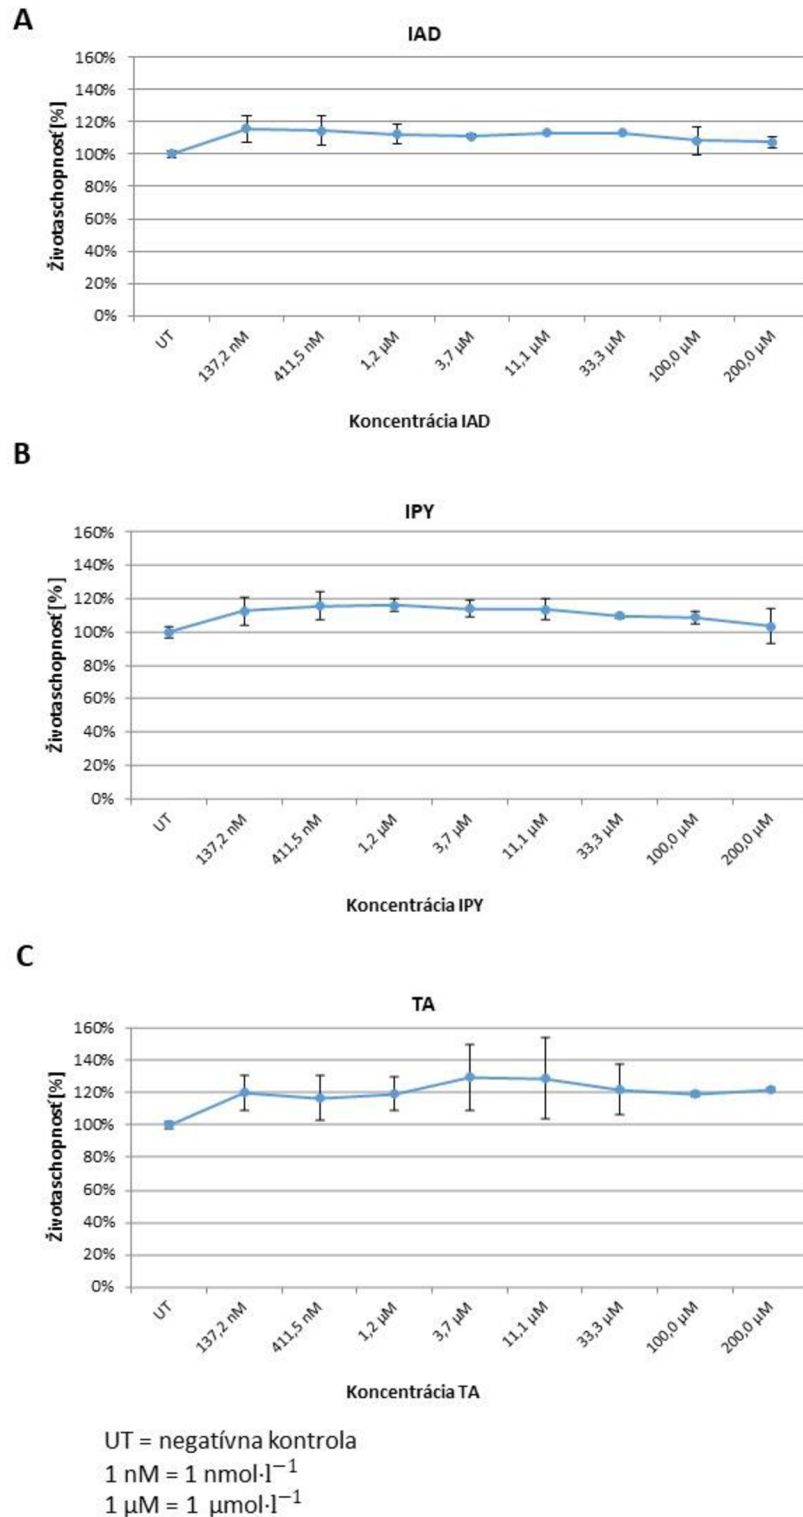 A
IAD
Životaschopnosť [%]
160%
140%
120%
100%
80%
60%
40%
20%
0%
UT
137,2 nM
411,5 nM
1,2 µM
3,7 µM
11,1 µM
33,3 µM
100,0 µM
200,0 µM
Koncentrácia IAD
B
IPY
Životaschopnosť [%]
160%
140%
120%
100%
80%
60%
40%
20%
0%
UT
137,2 nM
411,5 nM
1,2 µM
3,7 µM
11,1 µM
33,3 µM
100,0 µM
200,0 µM
Koncentrácia IPY
C
TA
Životaschopnosť [%]
160%
140%
120%
100%
80%
60%
40%
20%
0%
UT
137,2 nM
411,5 nM
1,2 µM
3,7 µM
11,1 µM
33,3 µM
100,0 µM
200,0 µM
Koncentrácia TA
UT = negatívna kontrola
1 nM = 1 nmol·l⁻¹
1 µM = 1 µmol·l⁻¹